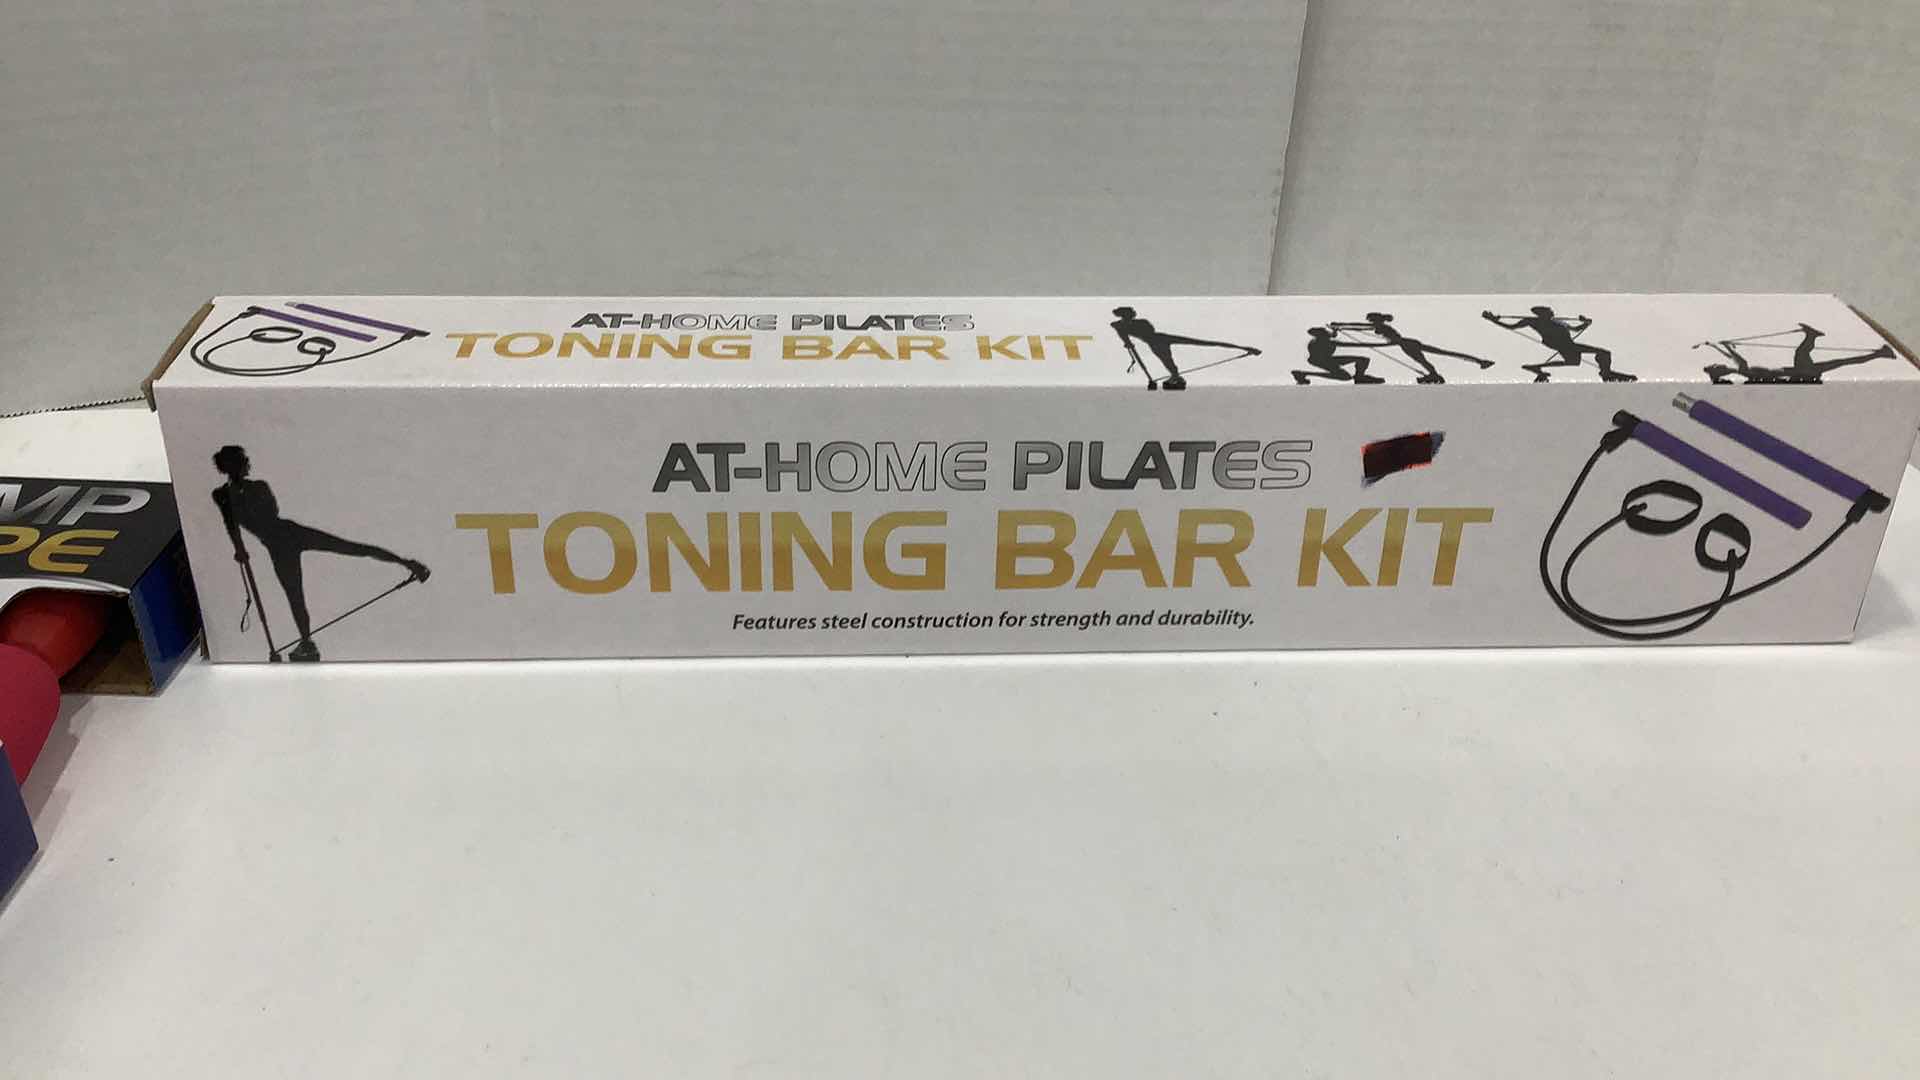 AT-HOME PILATES
TONING BAR KIT
AT-HOME PILATES
TONING BAR KIT
Features steel construction for strength and durability.
MP
PE